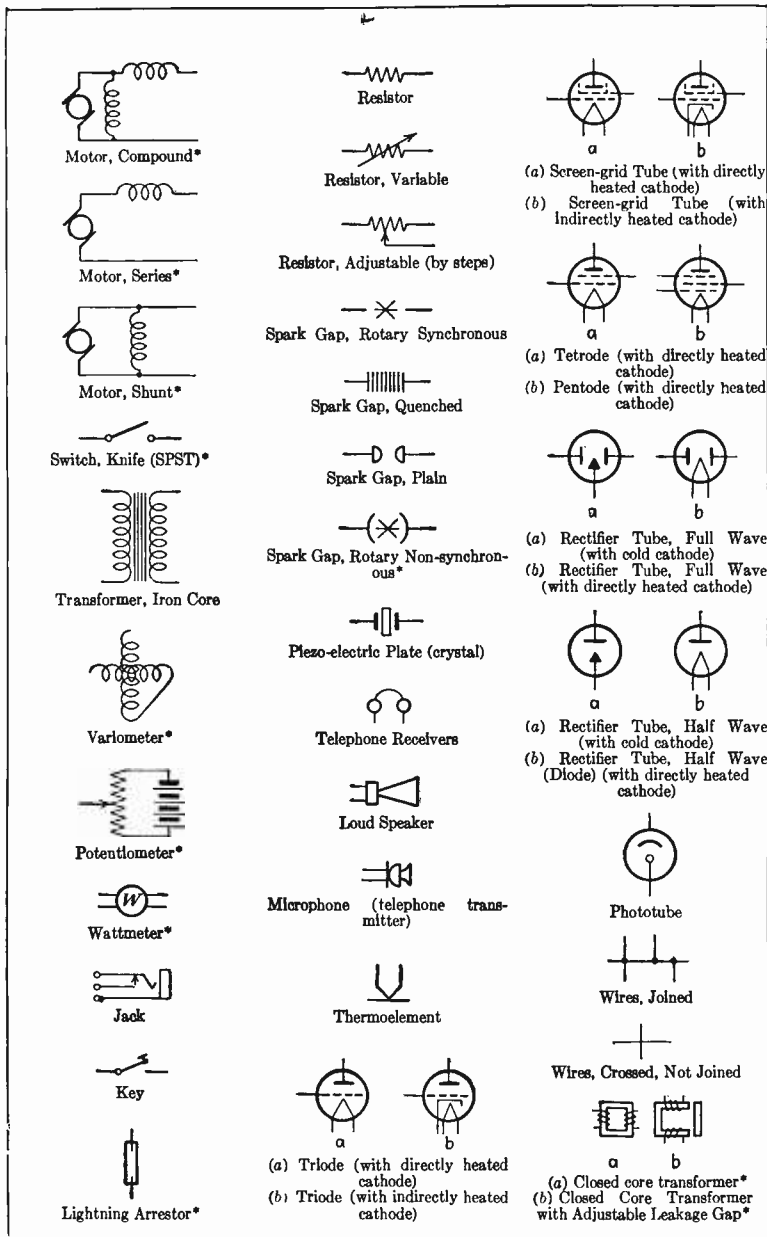 Motor, Compound*
Motor, Series*
Motor, Shunt*
Switch, Knife (SPST)*
Transformer, Iron Core
Variometer*
Potentiometer*
W
Wattmeter*
Jack
Key
Lightning Arrestor*
Resistor
Resistor, Variable
Resistor, Adjustable (by steps)
Spark Gap, Rotary Synchronous
Spark Gap, Quenched
Spark Gap, Plain
Spark Gap, Rotary Non-synchron-
ous*
Piezo-electric Plate (crystal)
Telephone Receivers
Loud Speaker
Microphone (telephone trans-
mitter)
Thermoelement
a b
(a) Triode (with directly heated
cathode)
(b) Triode (with indirectly heated
cathode)
a b
(a) Screen-grid Tube (with directly
heated cathode)
(b) Screen-grid Tube (with
indirectly heated cathode)
a b
(a) Tetrode (with directly heated
cathode)
(b) Pentode (with directly heated
cathode)
a b
(a) Rectifier Tube, Full Wave
(with cold cathode)
(b) Rectifier Tube, Full Wave
(with directly heated cathode)
a b
(a) Rectifier Tube, Half Wave
(with cold cathode)
(b) Rectifier Tube, Half Wave
(Diode) (with directly heated
cathode)
Phototube
Wires, Joined
Wires, Crossed, Not Joined
a b
(a) Closed core transformer*
(b) Closed Core Transformer
with Adjustable Leakage Gap*